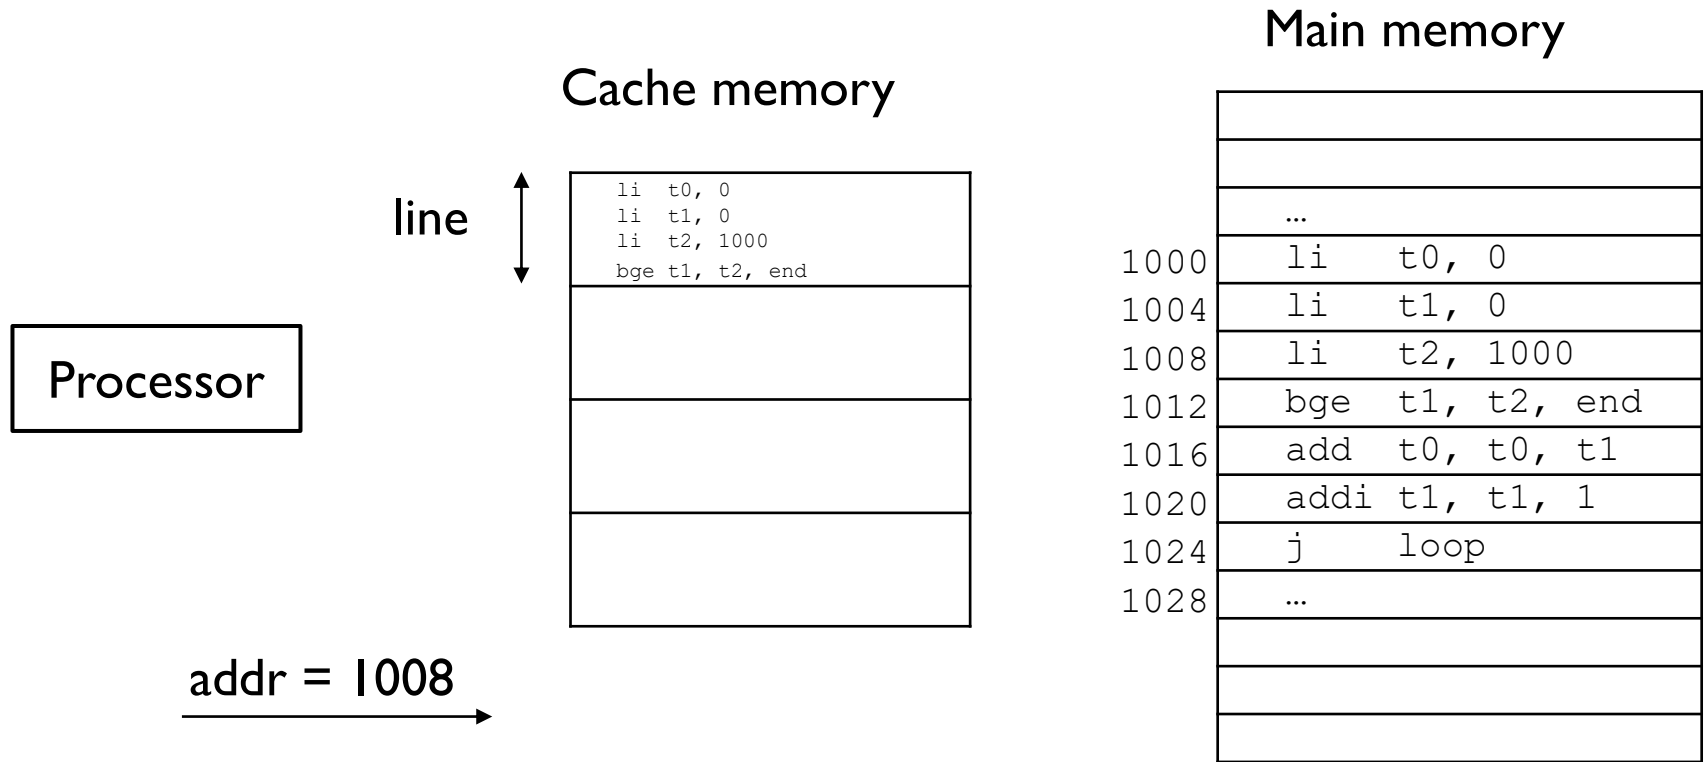 Main memory
Cache memory
line
li t0, 0
li t1, 0
li t2, 1000
bge t1, t2, end
Processor
addr = 1008
…
1000 li t0, 0
1004 li t1, 0
1008 li t2, 1000
1012 bge t1, t2, end
1016 add t0, t0, t1
1020 addi t1, t1, 1
1024 j loop
1028 …